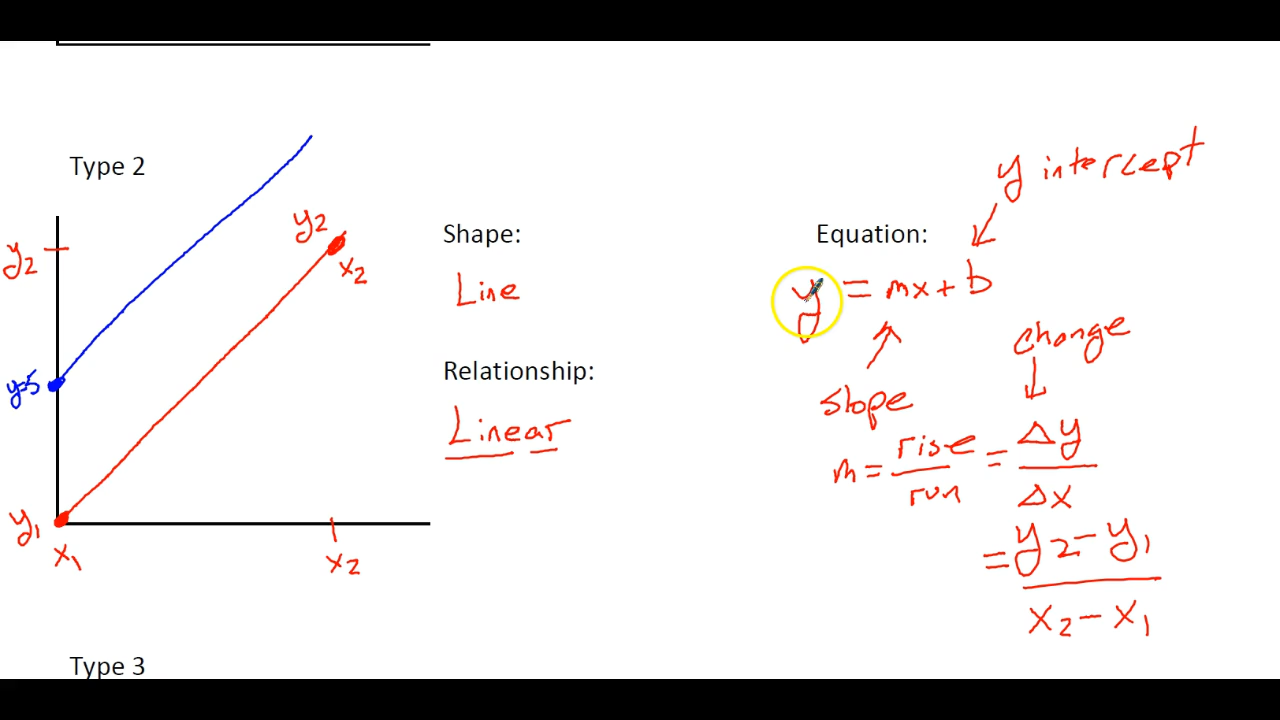 Type 2
y2
y2
x2
y=5
y1
x1
x2
Shape:
Line
Relationship:
Linear
y intercept
Equation:
y = mx + b
slope
change
m = rise/run = Δy/Δx
= y2 - y1 / x2 - x1
Type 3